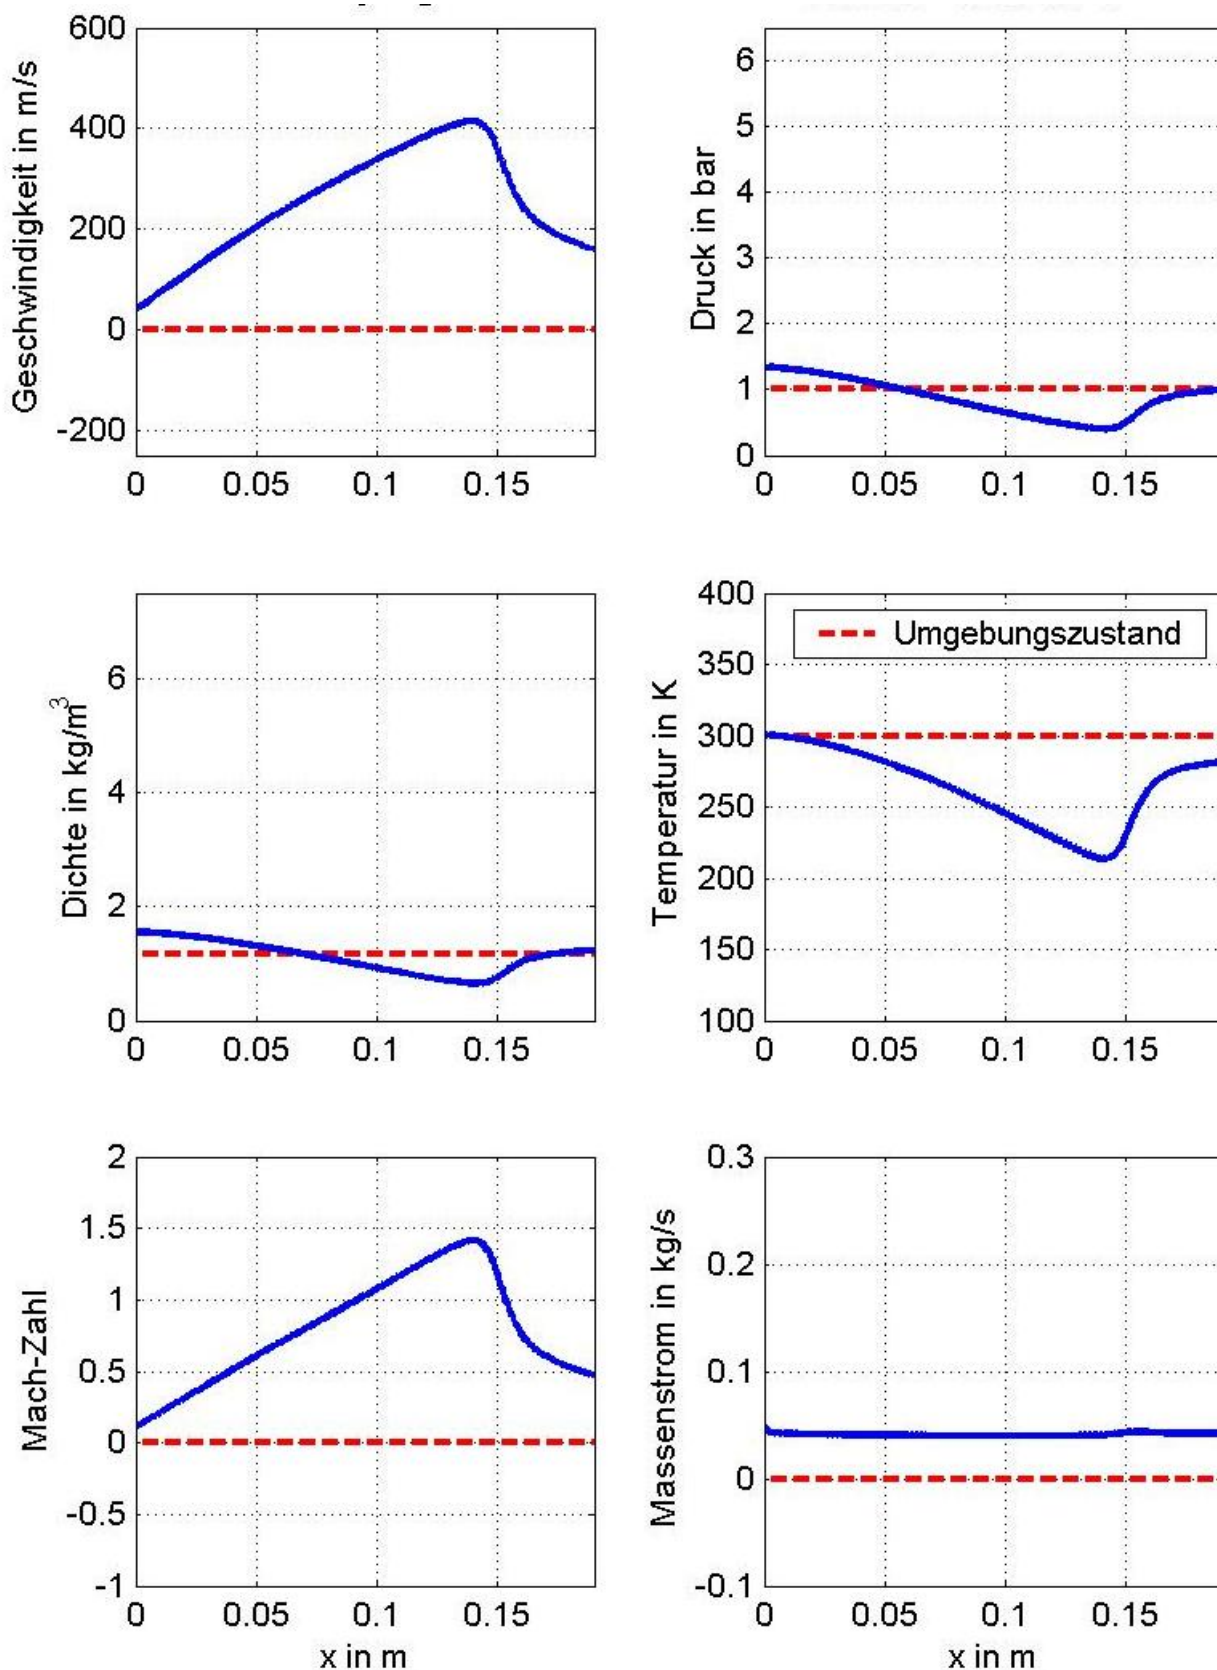 600
400
200
0
-200
Geschwindigkeit in m/s
0 0.05 0.1 0.15
6
5
4
3
2
1
0
Druck in bar
0 0.05 0.1 0.15
6
4
2
0
Dichte in kg/m³
0 0.05 0.1 0.15
400
350
300
250
200
150
100
Temperatur in K
Umgebungszustand
0 0.05 0.1 0.15
2
1.5
1
0.5
0
-0.5
-1
Mach-Zahl
0 0.05 0.1 0.15
x in m
0.3
0.2
0.1
0
-0.1
Massenstrom in kg/s
0 0.05 0.1 0.15
x in m